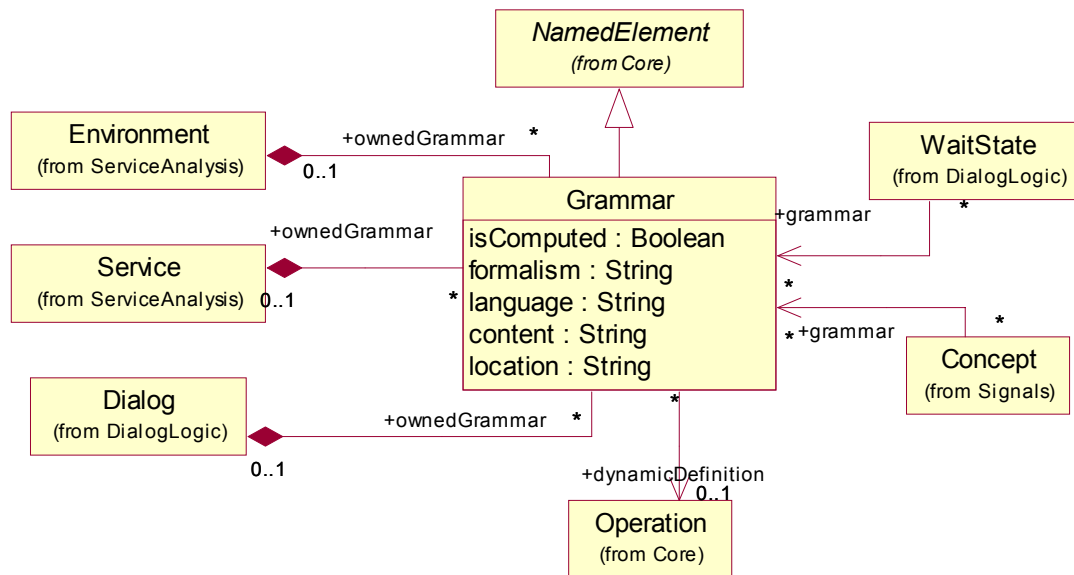 NamedElement
(from Core)
Environment
(from ServiceAnalysis)
+ownedGrammar
*
0..1
WaitState
(from DialogLogic)
*
Grammar
+grammar
*
isComputed : Boolean
formalism : String
language : String
content : String
location : String
+ownedGrammar
Service
(from ServiceAnalysis)
0..1
*
*
+grammar
*
Concept
(from Signals)
Dialog
(from DialogLogic)
+ownedGrammar
*
0..1
*
+dynamicDefinition
0..1
Operation
(from Core)